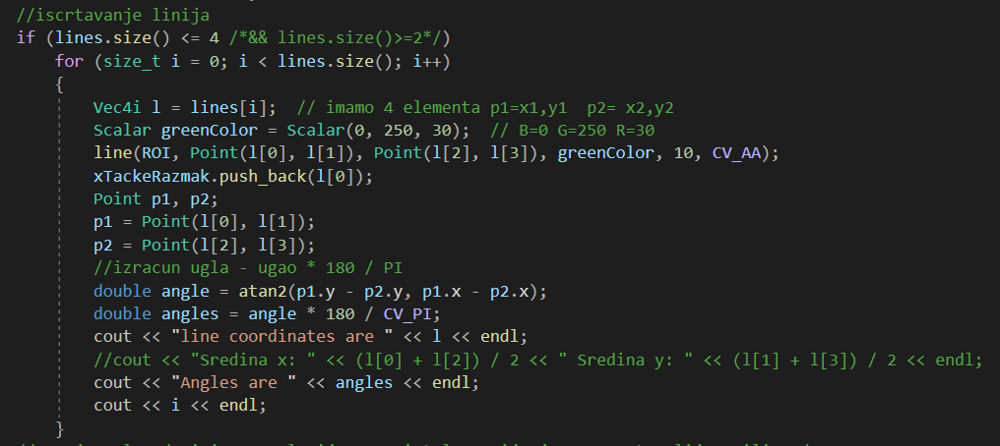 //iscrtavanje linija
if (lines.size() <= 4 /*&& lines.size()>=2*/)
for (size_t i = 0; i < lines.size(); i++)
{
Vec4i l = lines[i];  // imamo 4 elementa p1=x1,y1  p2= x2,y2
Scalar greenColor = Scalar(0, 250, 30);  // B=0 G=250 R=30
line(ROI, Point(l[0], l[1]), Point(l[2], l[3]), greenColor, 10, CV_AA);
xTackeRazmak.push_back(l[0]);
Point p1, p2;
p1 = Point(l[0], l[1]);
p2 = Point(l[2], l[3]);
//izracun ugla - ugao * 180 / PI
double angle = atan2(p1.y - p2.y, p1.x - p2.x);
double angles = angle * 180 / CV_PI;
cout << "line coordinates are " << l << endl;
//cout << "Sredina x: " << (l[0] + l[2]) / 2 << " Sredina y: " << (l[1] + l[3]) / 2 << endl;
cout << "Angles are " << angles << endl;
cout << i << endl;
}